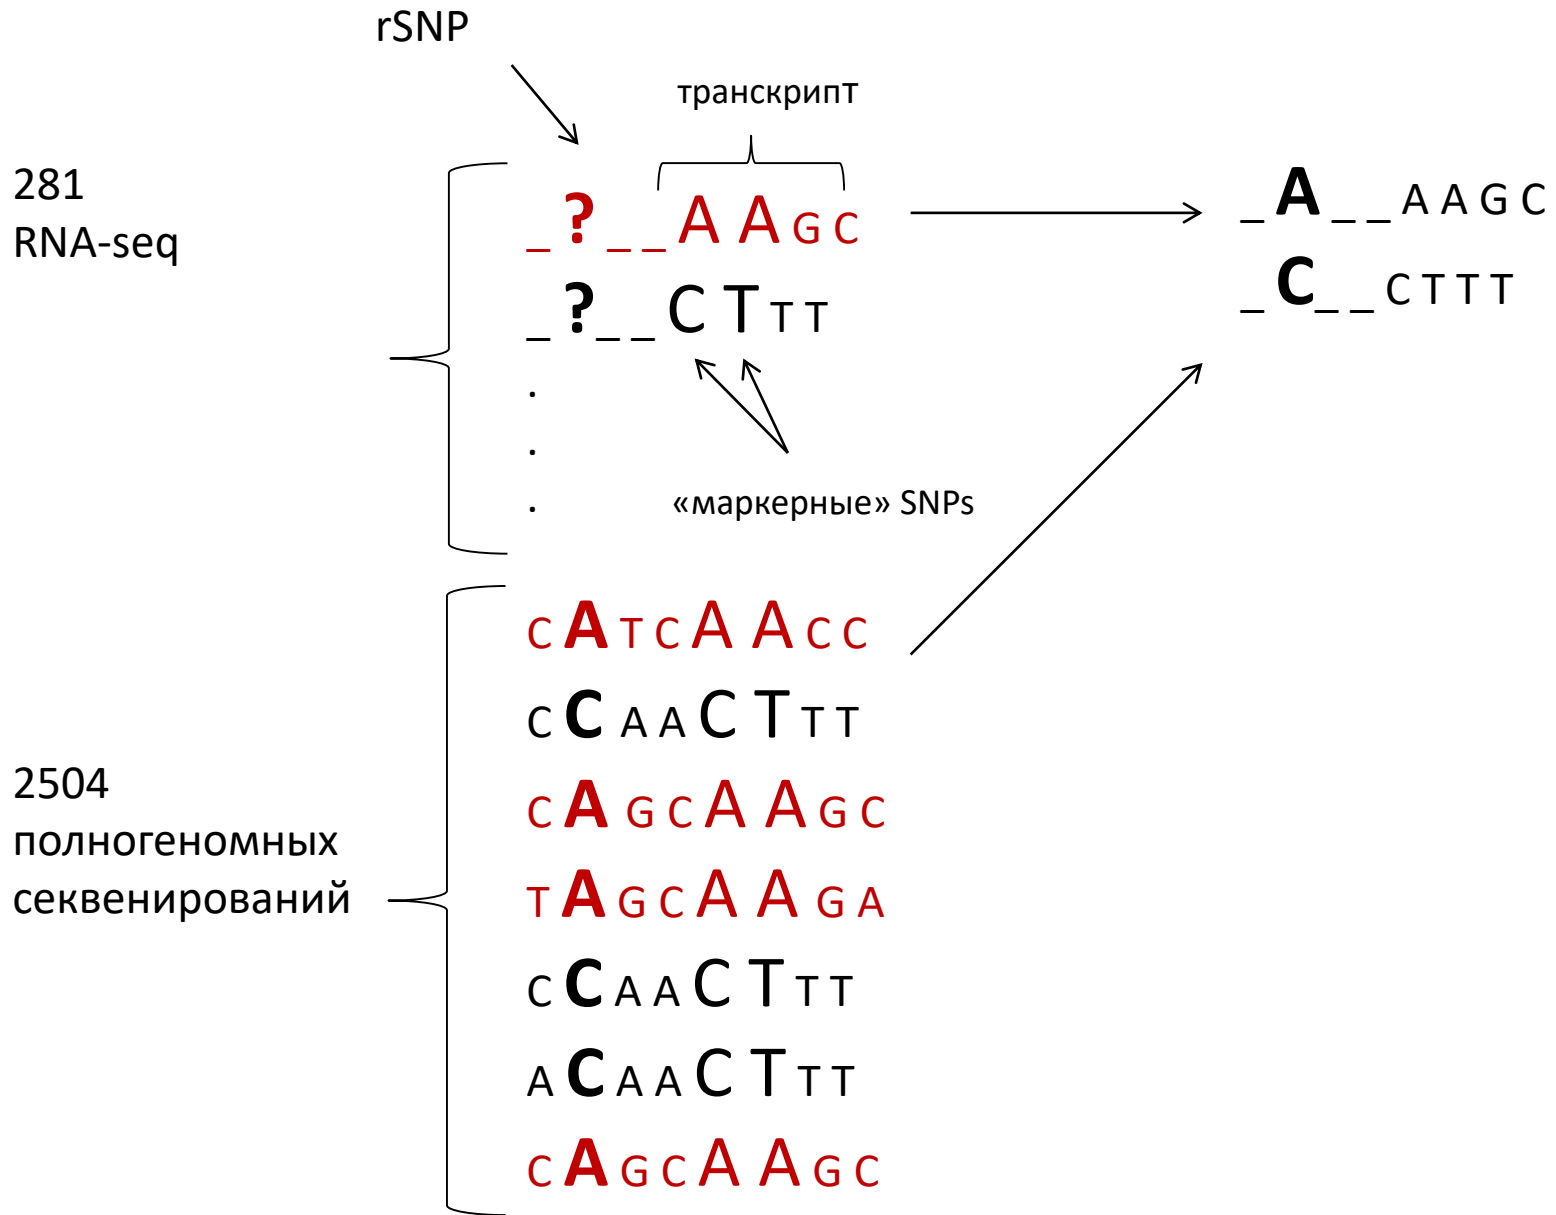 rSNP
транскрипт
281
RNA-seq
_ ? _ _ A A G C
_ ? _ _ C T T T
.
.
.
«маркерные» SNPs
_ A _ _ A A G C
_ C _ _ C T T T
2504
полногеномных
секвенирований
C A T C A A C C
C C A A C T T T
C A G C A A G C
T A G C A A G A
C C A A C T T T
A C A A C T T T
C A G C A A G C